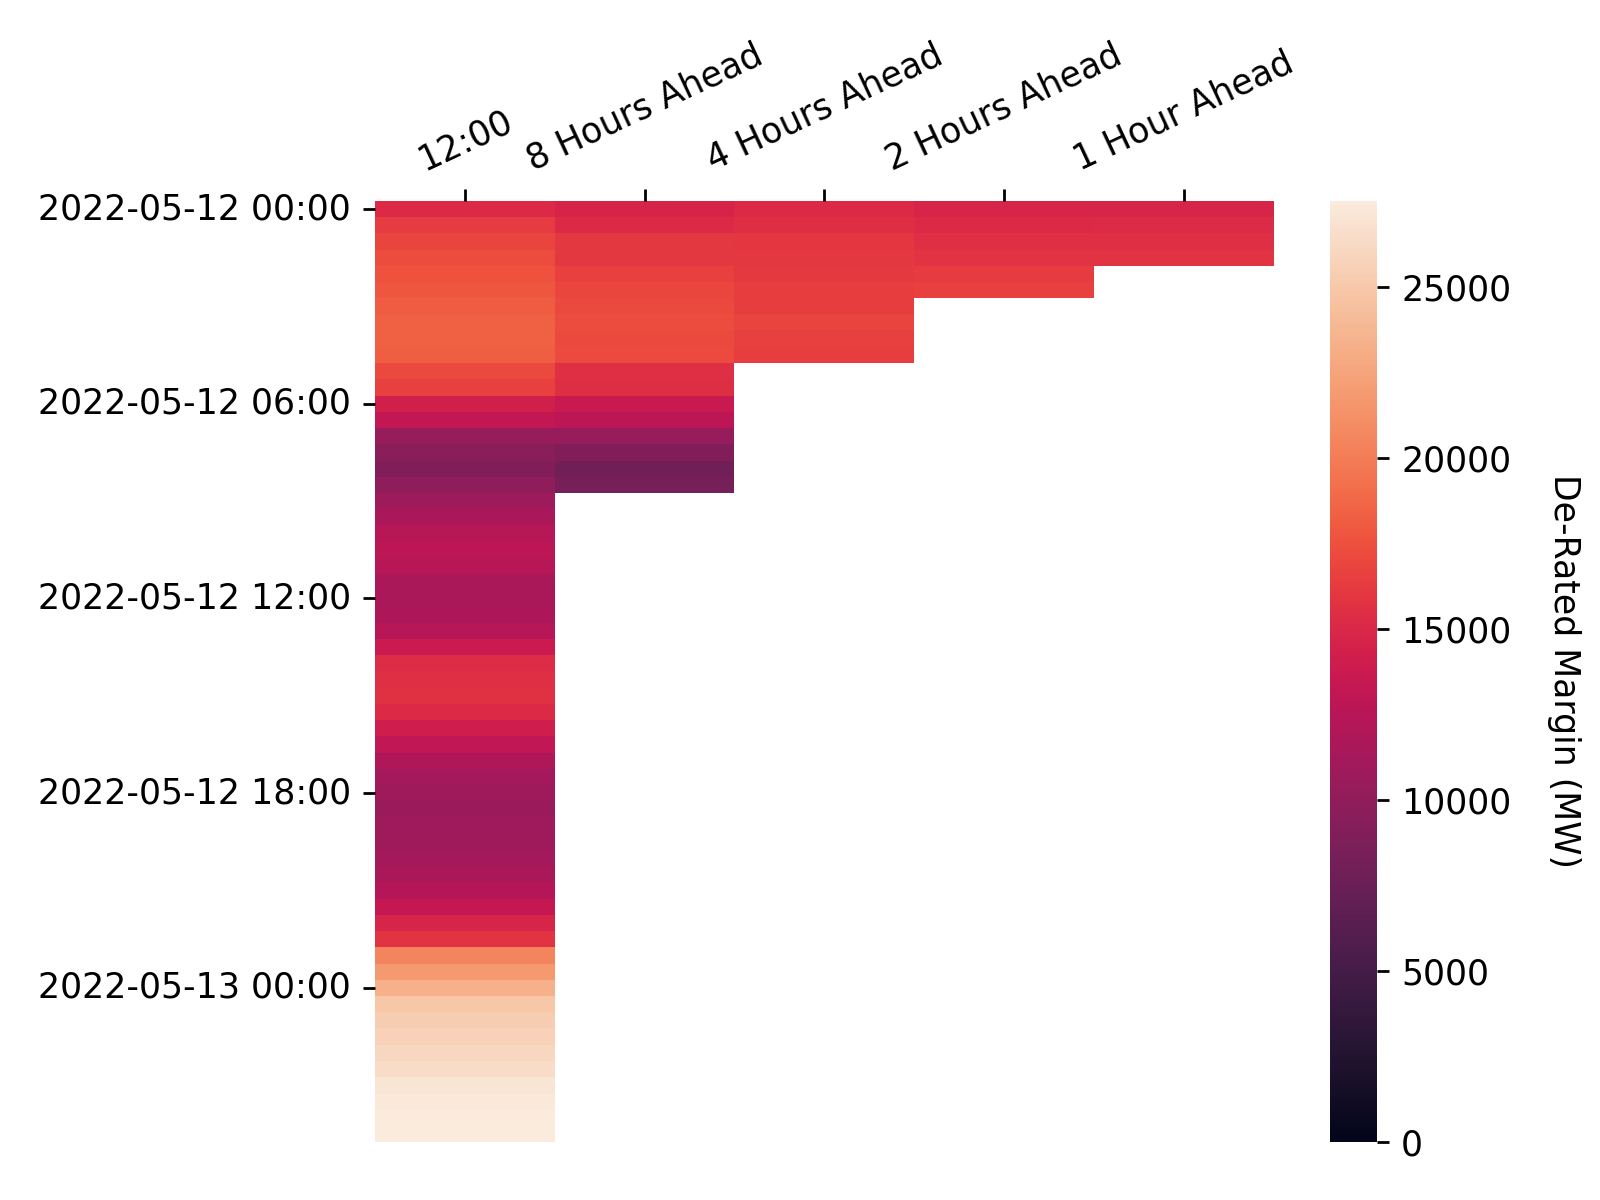 12:00
8 Hours Ahead
4 Hours Ahead
2 Hours Ahead
1 Hour Ahead
2022-05-12 00:00
2022-05-12 06:00
2022-05-12 12:00
2022-05-12 18:00
2022-05-13 00:00
25000
20000
15000
10000
5000
0
De-Rated Margin (MW)